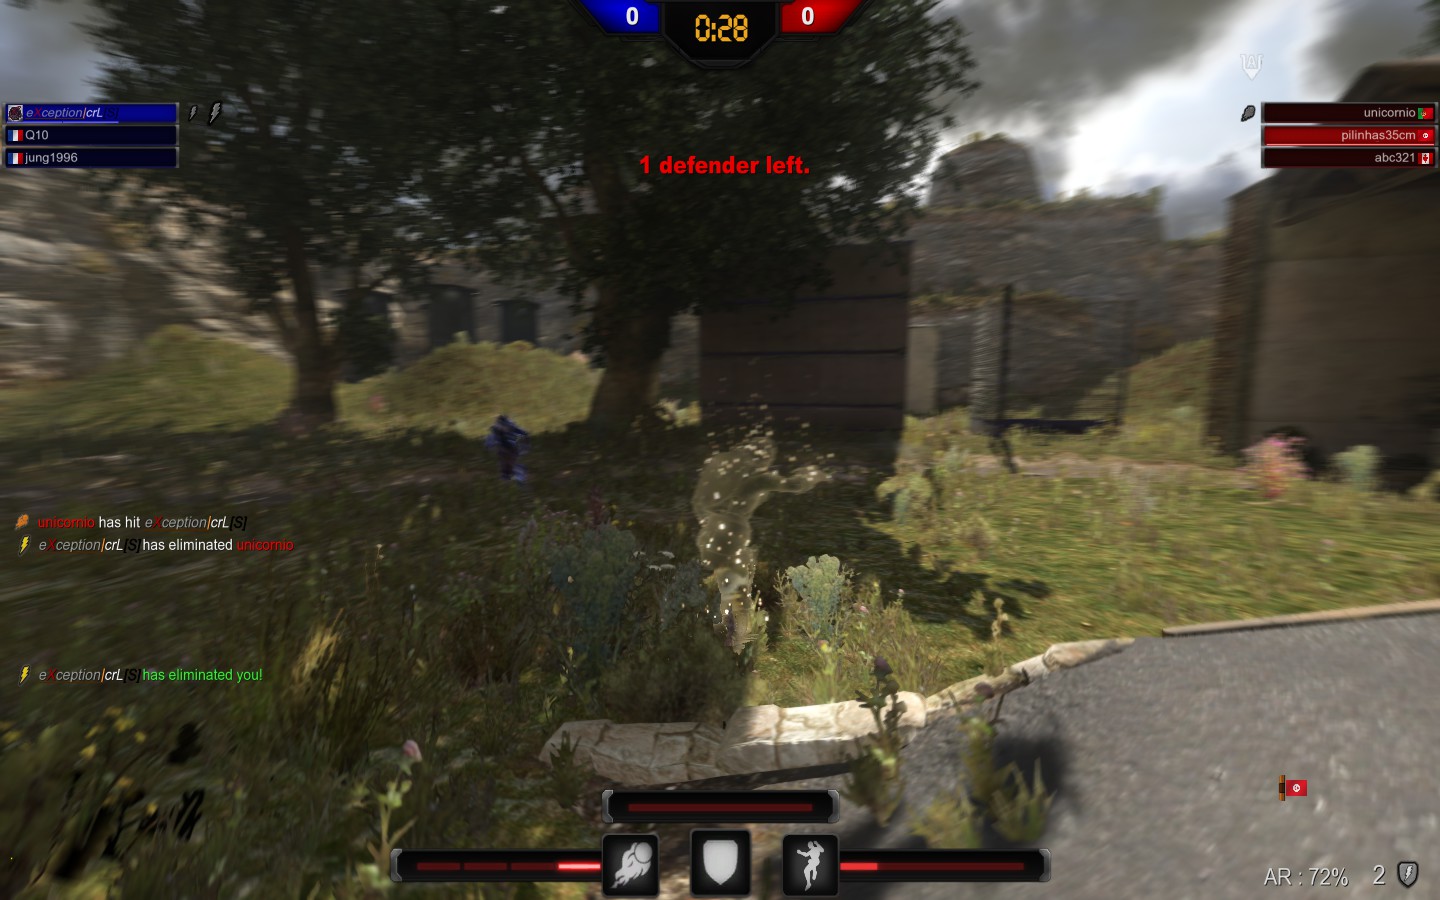 0
0:28
0
eXception|crL[S]
Q10
jung1996
unicornio
pilinhas35cm
abc321
1 defender left.
unicornio has hit eXception|crL[S]
eXception|crL[S] has eliminated unicornio
eXception|crL[S] has eliminated you!
AR : 72% 2